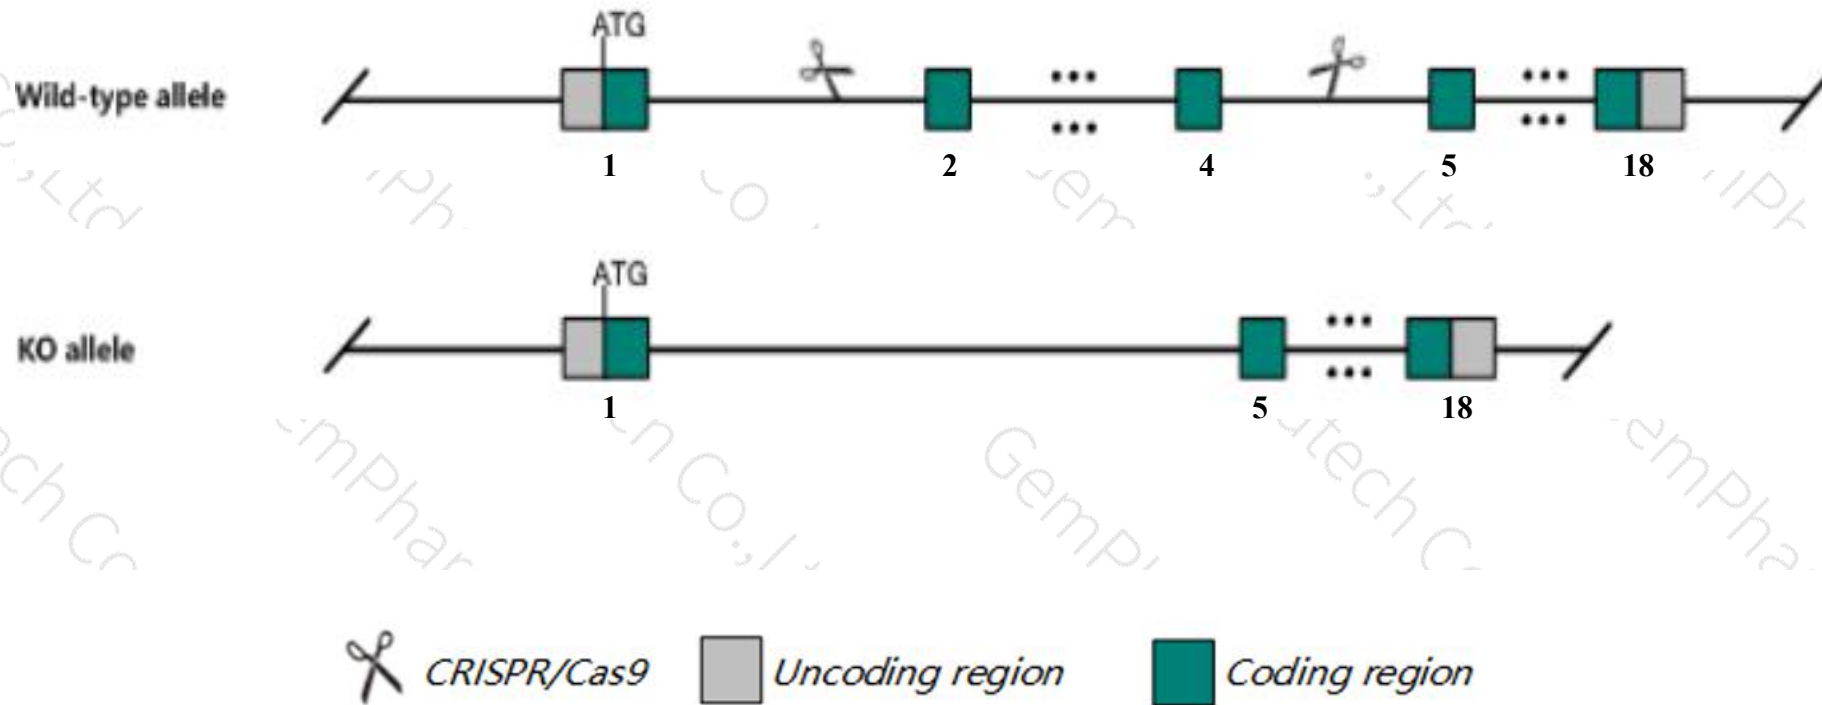 ATG
Wild-type allele
1 2 4 5 18
ATG
KO allele
1 5 18
CRISPR/Cas9 Uncoding region Coding region